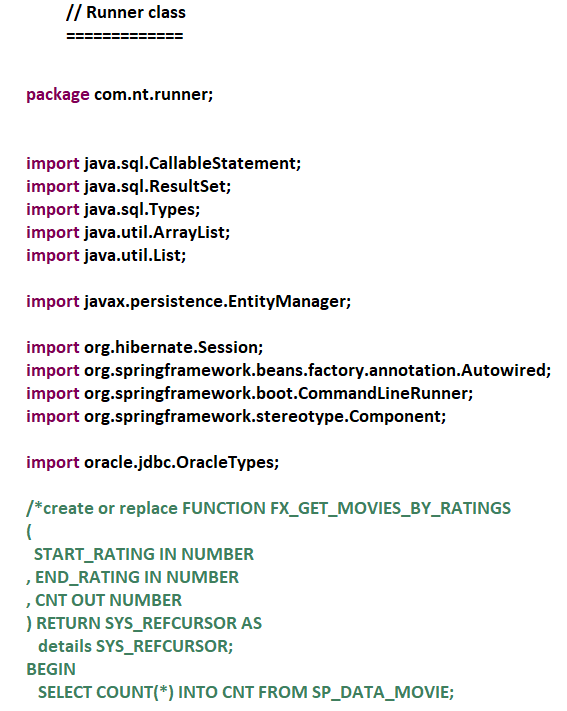 // Runner class
=============
package com.nt.runner;
import java.sql.CallableStatement;
import java.sql.ResultSet;
import java.sql.Types;
import java.util.ArrayList;
import java.util.List;
import javax.persistence.EntityManager;
import org.hibernate.Session;
import org.springframework.beans.factory.annotation.Autowired;
import org.springframework.boot.CommandLineRunner;
import org.springframework.stereotype.Component;
import oracle.jdbc.OracleTypes;
/*create or replace FUNCTION FX_GET_MOVIES_BY_RATINGS
(
START_RATING IN NUMBER
, END_RATING IN NUMBER
, CNT OUT NUMBER
) RETURN SYS_REFCURSOR AS
details SYS_REFCURSOR;
BEGIN
SELECT COUNT(*) INTO CNT FROM SP_DATA_MOVIE;